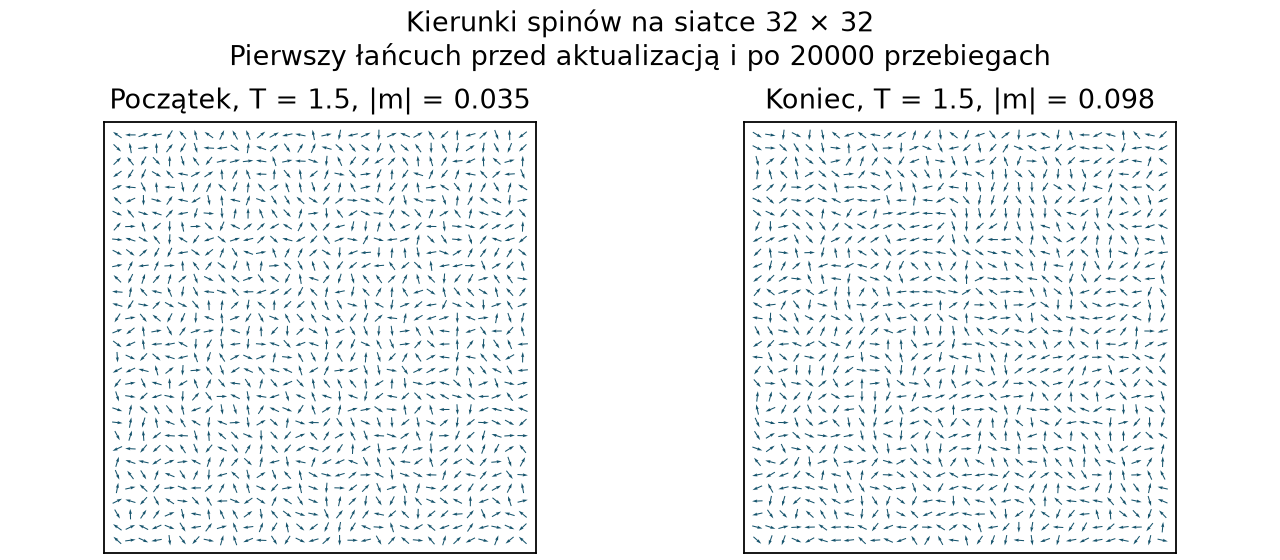 Kierunki spinów na siatce 32 × 32
Pierwszy łańcuch przed aktualizacją i po 20000 przebiegach
Początek, T = 1.5, |m| = 0.035
Koniec, T = 1.5, |m| = 0.098